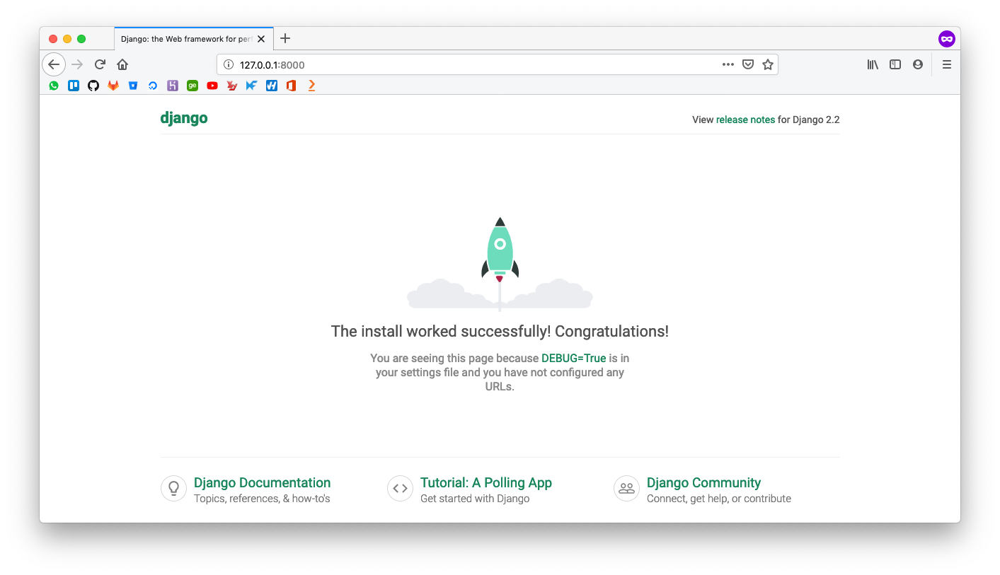 Django: the Web framework for per
127.0.0.1:8000
ge
django
View release notes for Django 2.2
The install worked successfully! Congratulations!
You are seeing this page because DEBUG=True is in
your settings file and you have not configured any
URLs.
Django Documentation
Topics, references, & how-to's
Tutorial: A Polling App
Get started with Django
Django Community
Connect, get help, or contribute